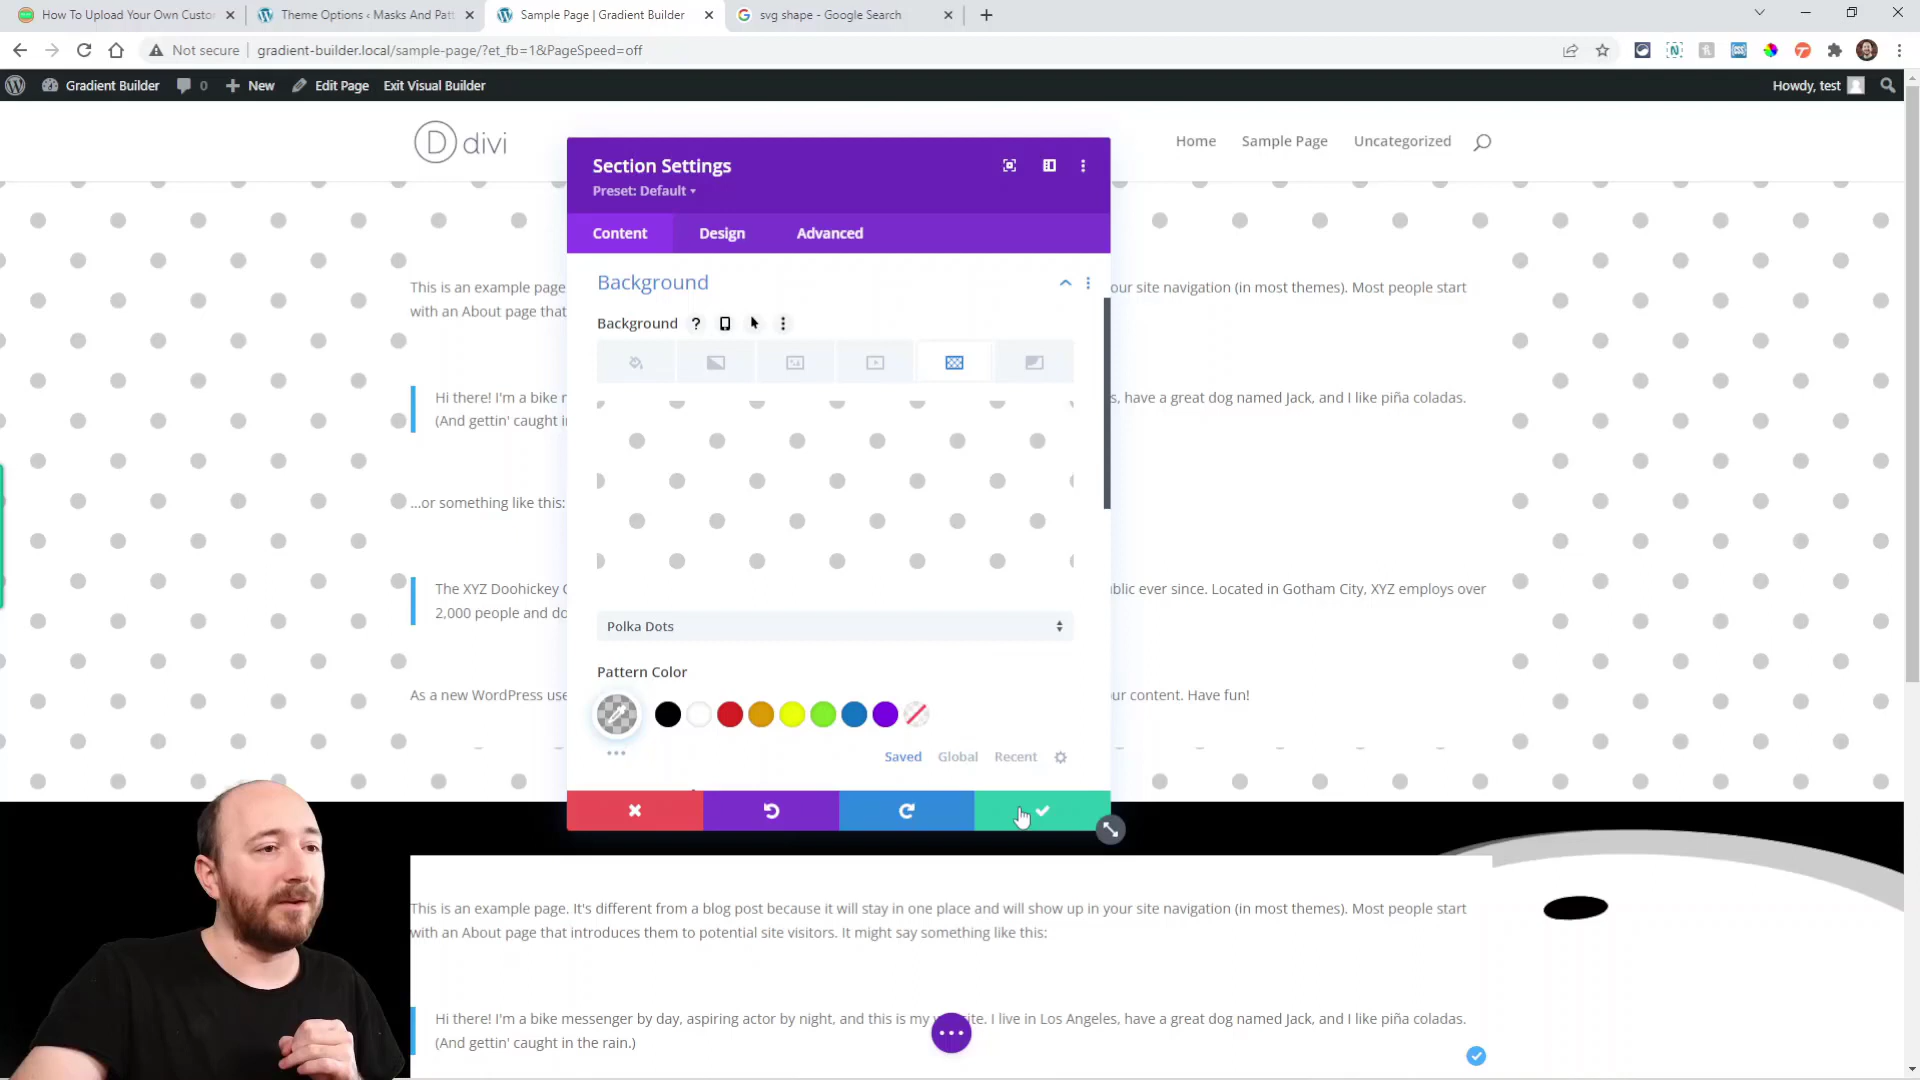 How To Upload Your Own Custor
Theme Options ‹ Masks And Patt
Sample Page | Gradient Builder
svg shape - Google Search
Not secure
gradient-builder.local/sample-page/?et_fb=1&PageSpeed=off
Gradient Builder
0
New
Edit Page
Exit Visual Builder
Howdy, test
D divi
Home
Sample Page
Uncategorized
Section Settings
Preset: Default
Content
Design
Advanced
Background
This is an example page
our site navigation (in most themes). Most people start
with an About page that
Background
Hi there! I'm a bike
s, have a great dog named Jack, and I like piña coladas.
(And gettin' caught i
...or something like this:
The XYZ Doohickey C
blic ever since. Located in Gotham City, XYZ employs over
2,000 people and do
Polka Dots
Pattern Color
As a new WordPress use
our content. Have fun!
Saved
Global
Recent
This is an example page. It's different from a blog post because it will stay in one place and will show up in your site navigation (in most themes). Most people start
with an About page that introduces them to potential site visitors. It might say something like this:
Hi there! I'm a bike messenger by day, aspiring actor by night, and this is my site. I live in Los Angeles, have a great dog named Jack, and I like piña coladas.
(And gettin' caught in the rain.)